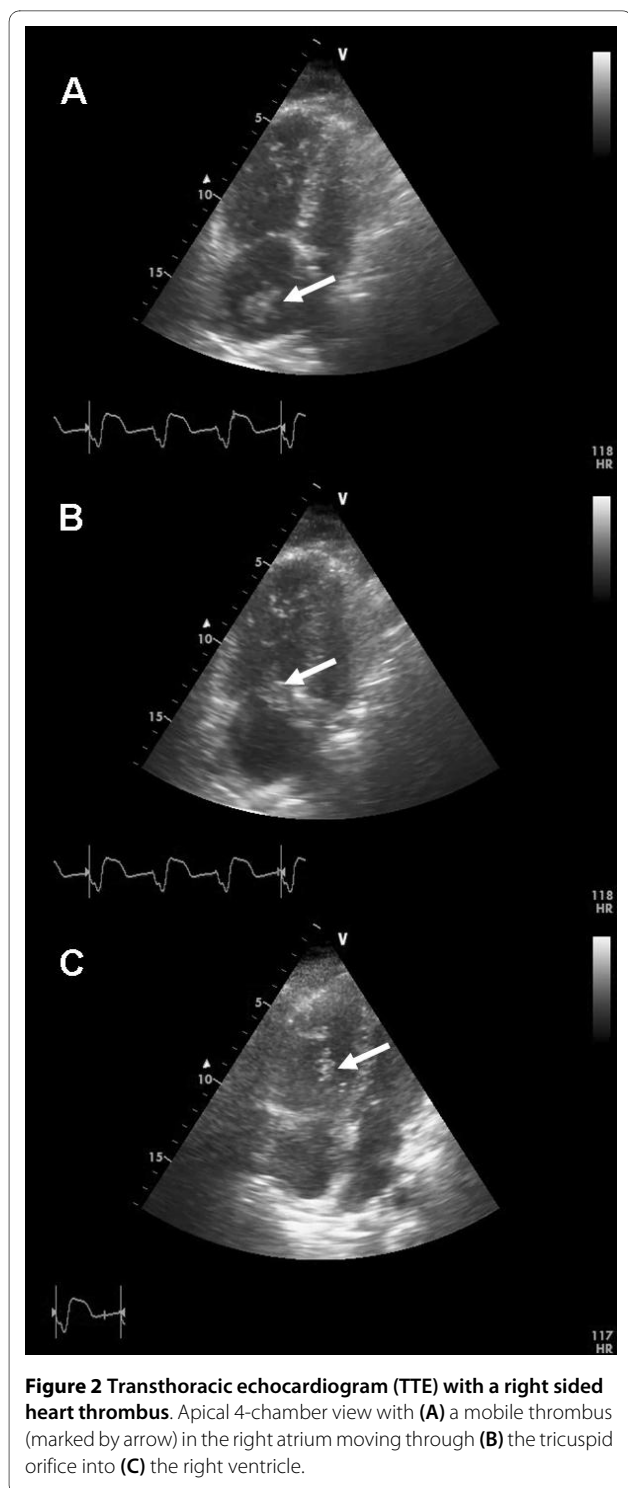 V
A
5
10
15
118
HR
V
B
5
10
15
118
HR
V
C
5
10
15
117
HR
Figure 2 Transthoracic echocardiogram (TTE) with a right sided
heart thrombus. Apical 4-chamber view with (A) a mobile thrombus
(marked by arrow) in the right atrium moving through (B) the tricuspid
orifice into (C) the right ventricle.